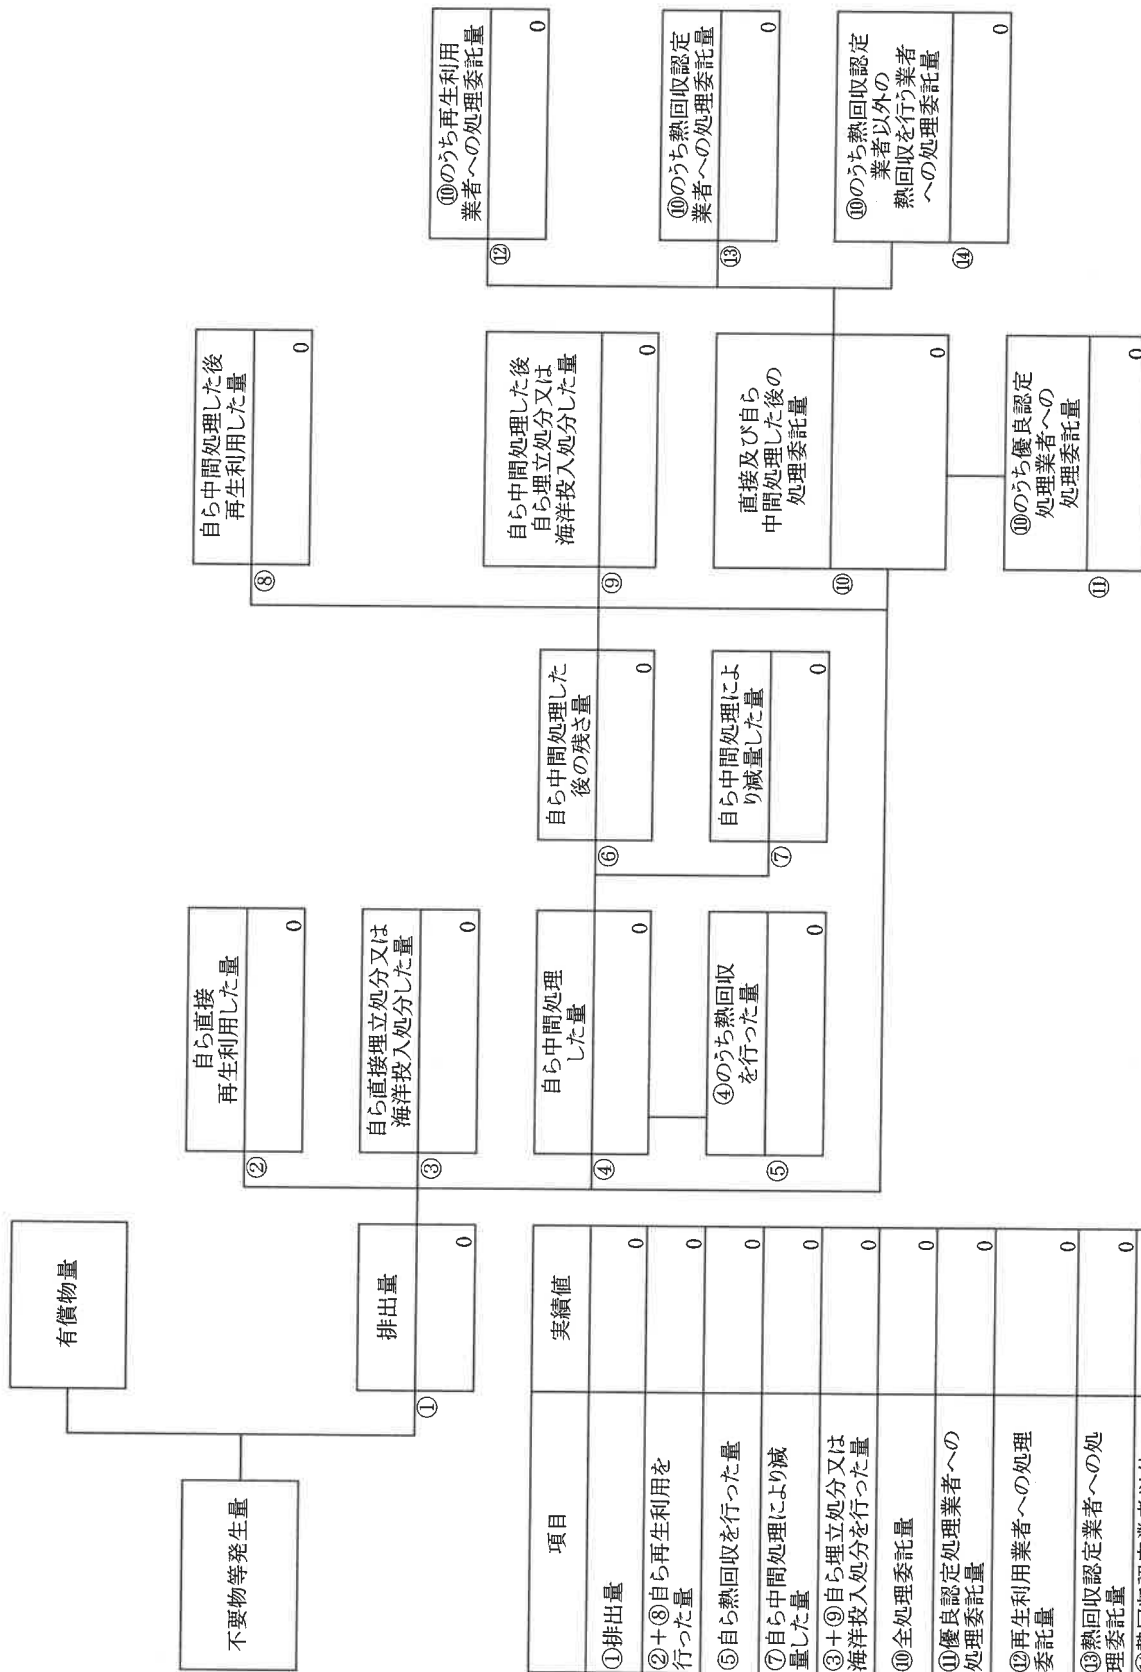 有償物量
不要物等発生量
①
排出量
0
②
自ら直接
再生利用した量
0
③
自ら直接埋立処分又は
海洋投入処分した量
0
④
自ら中間処理
した量
0
⑤
④のうち熱回収
を行った量
0
⑥
自ら中間処理した
後の残さ量
0
⑦
自ら中間処理によ
り減量した量
0
⑧
自ら中間処理した後
再生利用した量
0
⑨
自ら中間処理した後
自ら埋立処分又は
海洋投入処分した量
0
⑩
直接及び自ら
中間処理した後の
処理委託量
0
⑪
⑩のうち優良認定
処理業者への
処理委託量
0
⑫
⑩のうち再生利用
業者への処理委託量
0
⑬
⑩のうち熱回収認定
業者への処理委託量
0
⑭
⑩のうち熱回収認定
業者以外の
熱回収を行う業者
への処理委託量
0
項目 実績値
①排出量 0
②+⑧自ら再生利用を
行った量 0
⑤自ら熱回収を行った量 0
⑦自ら中間処理により減
量した量 0
③+⑨自ら埋立処分又は
海洋投入処分を行った量 0
⑩全処理委託量 0
⑪優良認定処理業者への
処理委託量 0
⑫再生利用業者への処理
委託量 0
⑬熱回収認定業者への処
理委託量 0